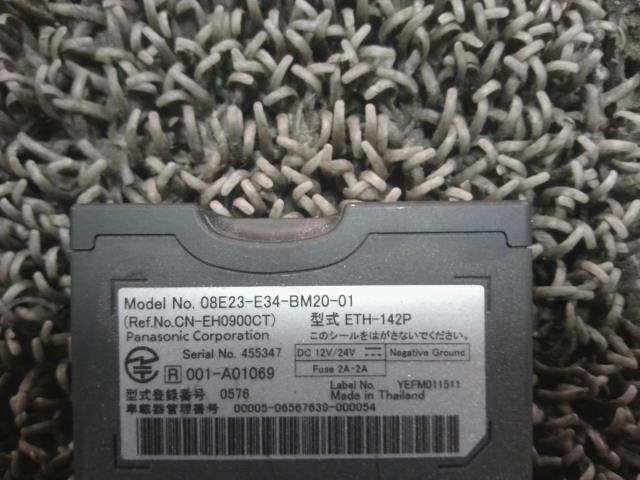 Model No. 08E23-E34-BM20-01
(Ref.No.CN-EH0900CT) 型式 ETH-142P
Panasonic Corporation このシールをはがさないでください。
Serial No. 455347 DC 12V/24V Negative Ground
R 001-A01069 Fuse 2A・2A
Label No. YEFM011511
型式登録番号 0576 Made in Thailand
車載器管理番号 00005-06567639-000054